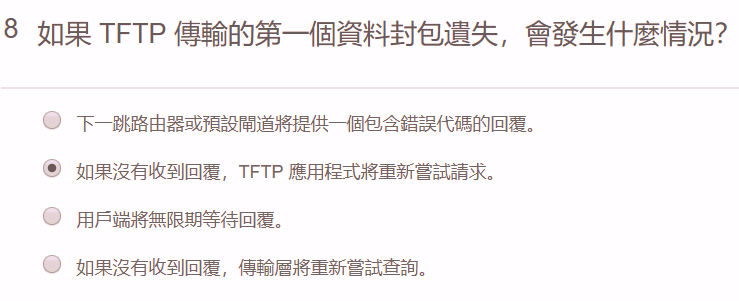 8 如果 TFTP 傳輸的第一個資料封包遺失，會發生什麼情況？
下一跳路由器或預設閘道將提供一個包含錯誤代碼的回覆。
如果沒有收到回覆，TFTP 應用程式將重新嘗試請求。
用戶端將無限期等待回覆。
如果沒有收到回覆，傳輸層將重新嘗試查詢。